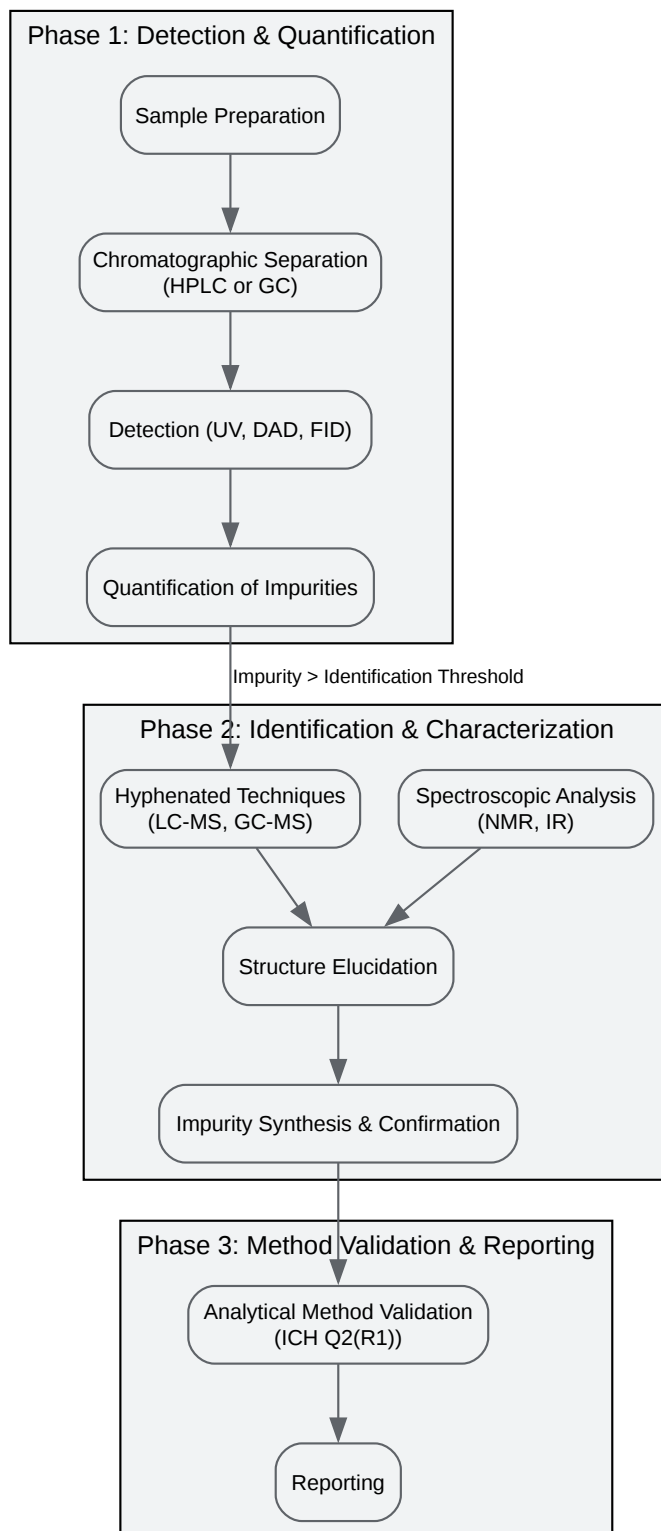 Phase 1: Detection & Quantification
Sample Preparation
Chromatographic Separation
(HPLC or GC)
Detection (UV, DAD, FID)
Quantification of Impurities
Impurity > Identification Threshold
Phase 2: Identification & Characterization
Hyphenated Techniques
(LC-MS, GC-MS)
Spectroscopic Analysis
(NMR, IR)
Structure Elucidation
Impurity Synthesis & Confirmation
Phase 3: Method Validation & Reporting
Analytical Method Validation
(ICH Q2(R1))
Reporting